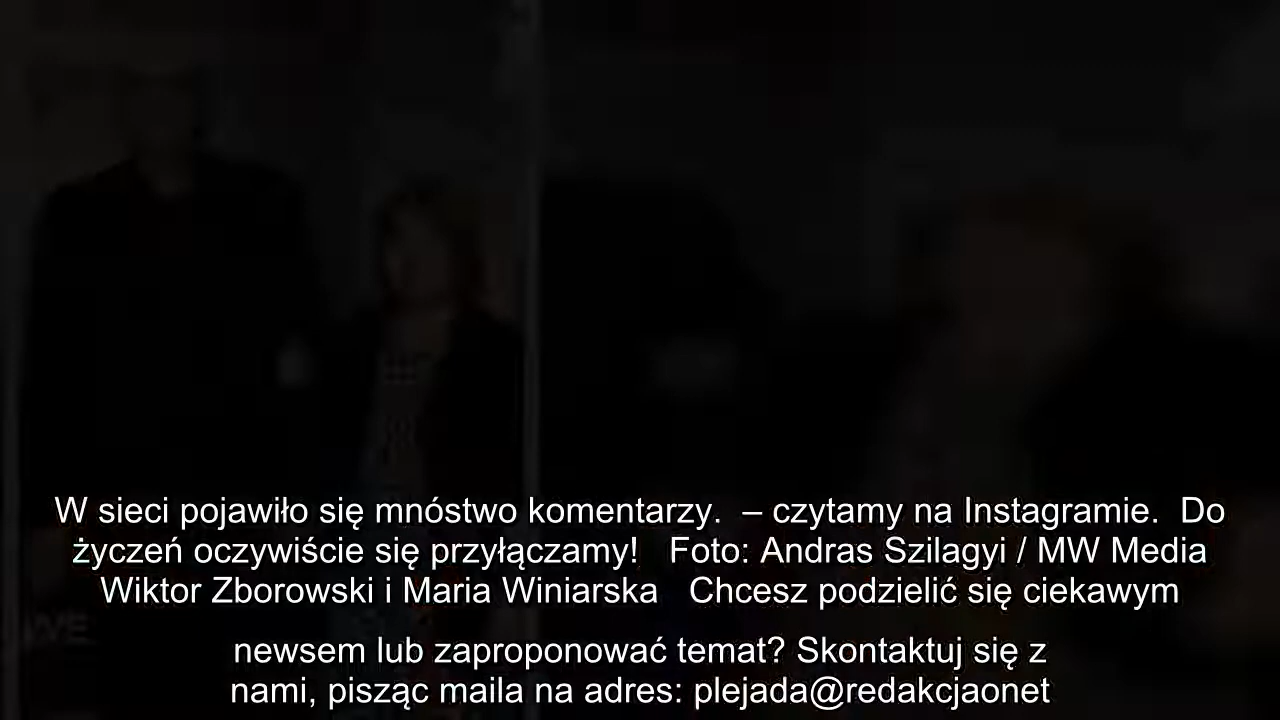 W sieci pojawiło się mnóstwo komentarzy.  – czytamy na Instagramie.  Do
życzeń oczywiście się przyłączamy!   Foto: Andras Szilagyi / MW Media
Wiktor Zborowski i Maria Winiarska   Chcesz podzielić się ciekawym
newsem lub zaproponować temat? Skontaktuj się z
nami, pisząc maila na adres: plejada@redakcjaonet